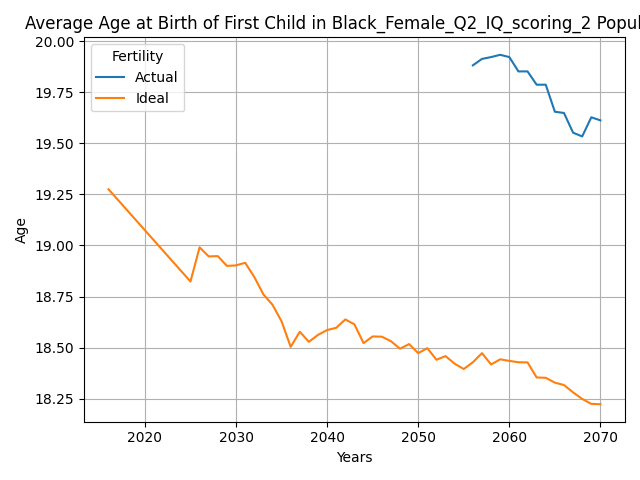 Average Age at Birth of First Child in Black_Female_Q2_IQ_scoring_2 Popul
20.00
19.75
19.50
19.25
19.00
18.75
18.50
18.25
Age
Fertility
Actual
Ideal
2020 2030 2040 2050 2060 2070
Years